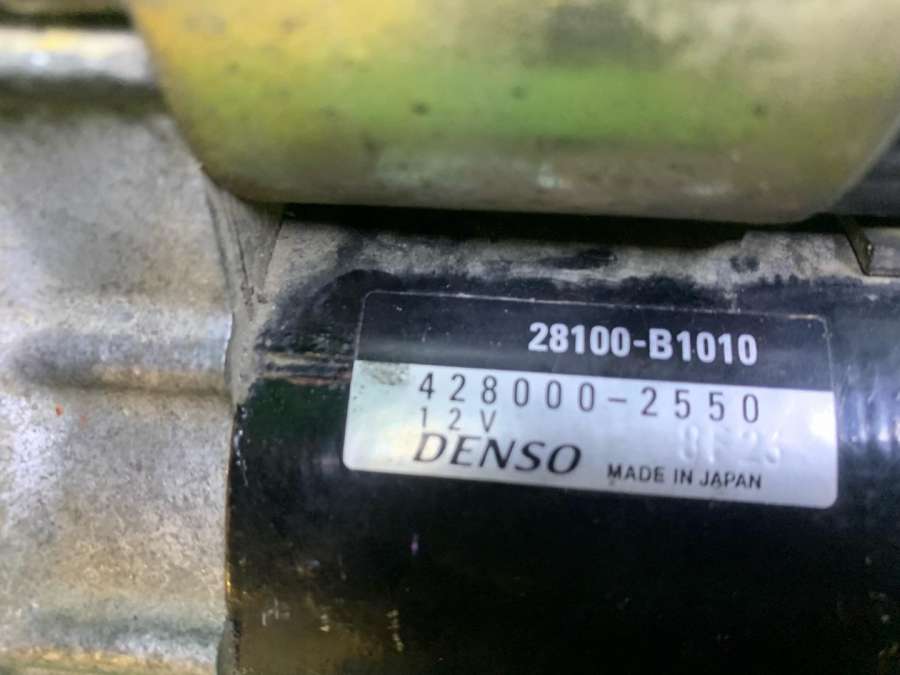 28100-B1010
428000-2550
12V
DENSO MADE IN JAPAN